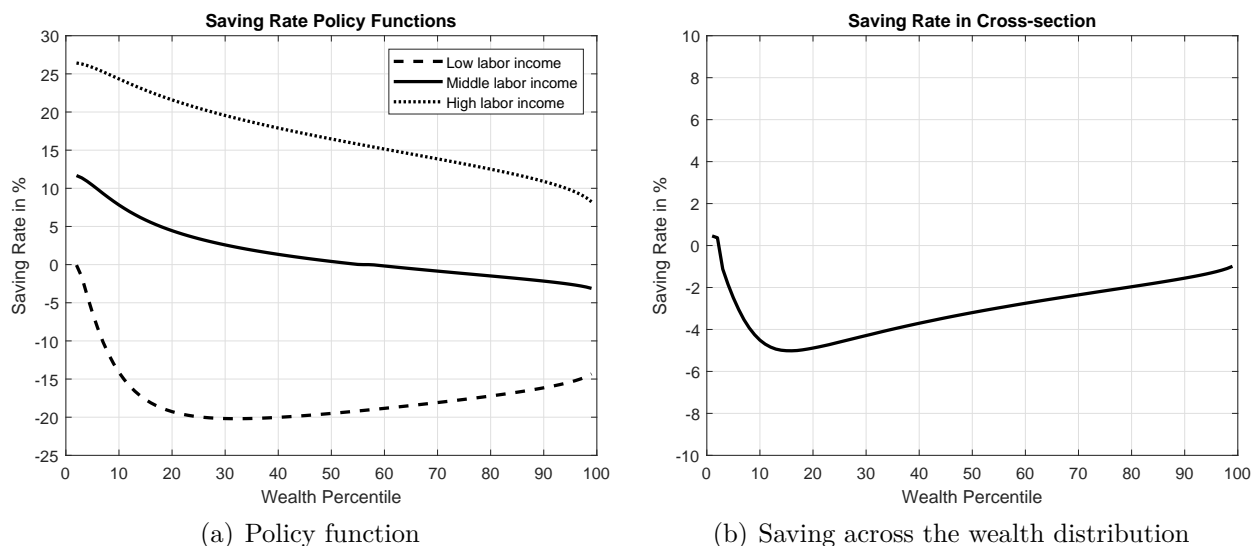 Saving Rate Policy Functions
30
25
20
15
10
5
0
-5
-10
-15
-20
-25
Saving Rate in %
Low labor income
Middle labor income
High labor income
0 10 20 30 40 50 60 70 80 90 100
Wealth Percentile
(a) Policy function
Saving Rate in Cross-section
10
8
6
4
2
0
-2
-4
-6
-8
-10
Saving Rate in %
0 10 20 30 40 50 60 70 80 90 100
Wealth Percentile
(b) Saving across the wealth distribution